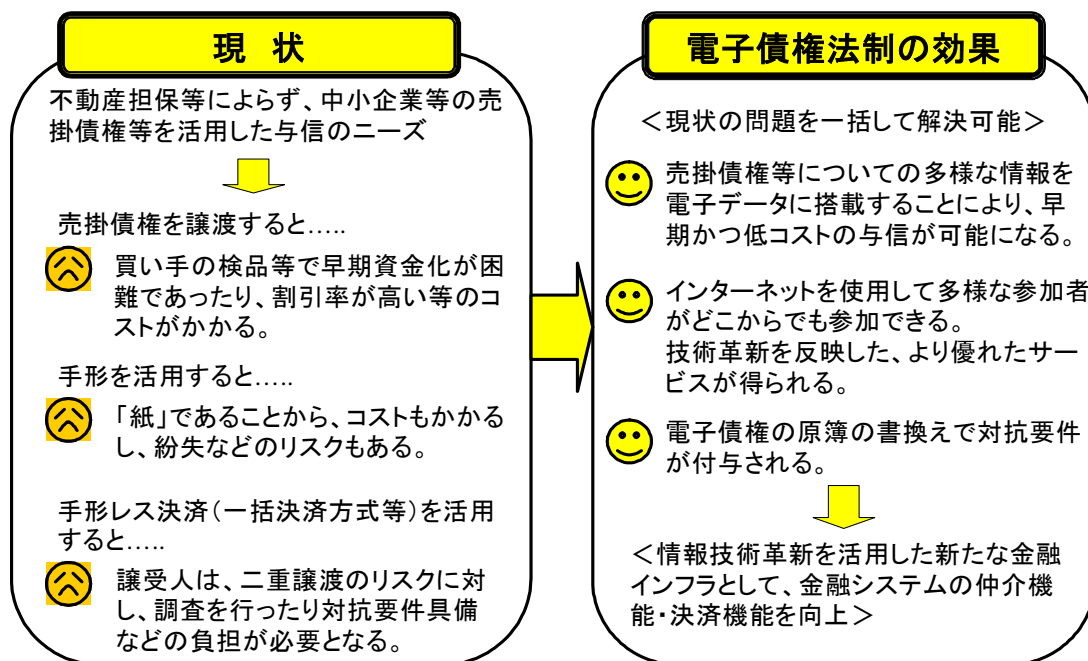 現 状
不動産担保等によらず、中小企業等の売
掛債権等を活用した与信のニーズ
売掛債権を譲渡すると.....
買い手の検品等で早期資金化が困
難であったり、割引率が高い等のコ
ストがかかる。
手形を活用すると.....
「紙」であることから、コストもかかる
し、紛失などのリスクもある。
手形レス決済(一括決済方式等)を活用
すると.....
譲受人は、二重譲渡のリスクに対
し、調査を行ったり対抗要件具備
などの負担が必要となる。
電子債権法制の効果
<現状の問題を一括して解決可能>
売掛債権等についての多様な情報を
電子データに搭載することにより、早
期かつ低コストの与信が可能になる。
インターネットを使用して多様な参加者
がどこからでも参加できる。
技術革新を反映した、より優れたサー
ビスが得られる。
電子債権の原簿の書換えで対抗要件
が付与される。
<情報技術革新を活用した新たな金融
インフラとして、金融システムの仲介機
能・決済機能を向上>